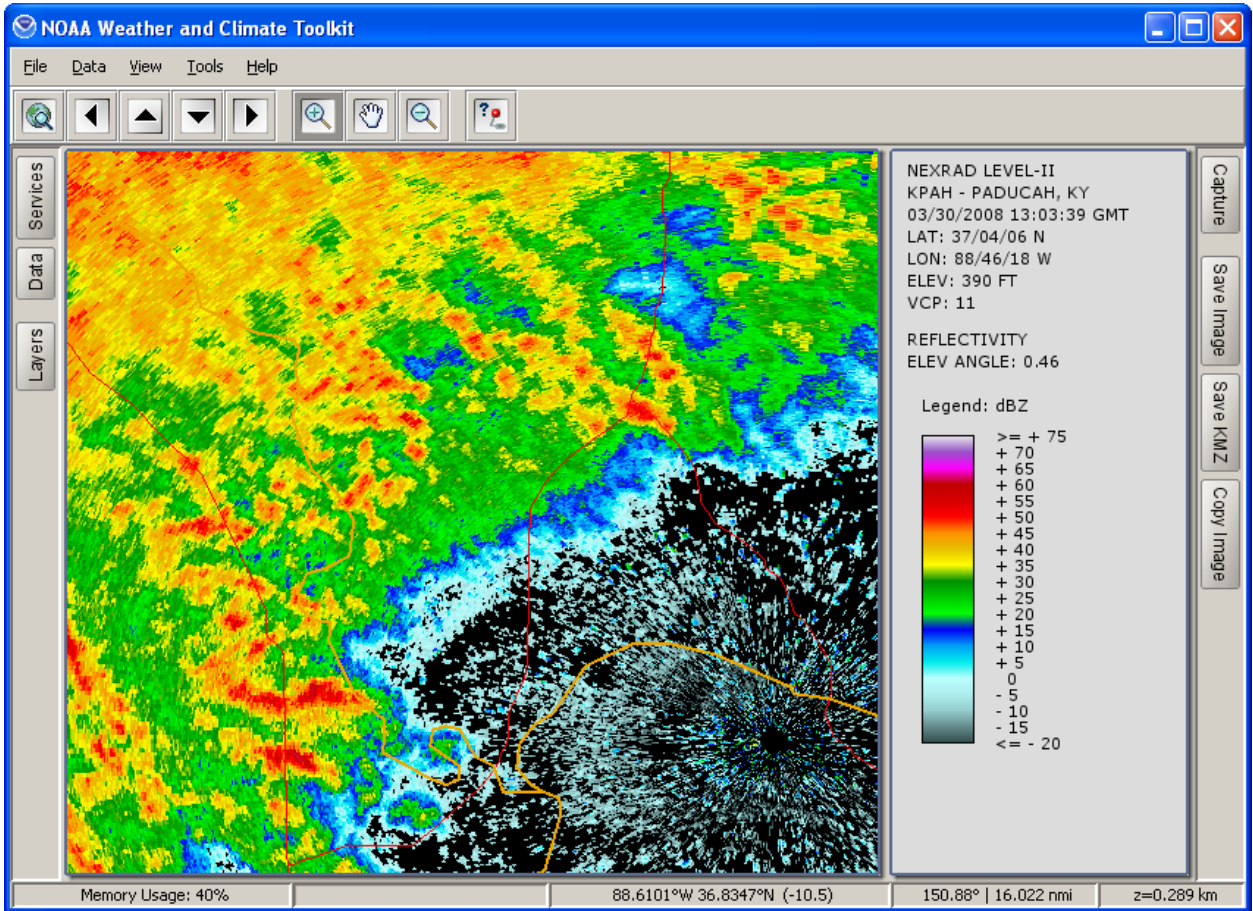 NOAA Weather and Climate Toolkit
File Data View Tools Help
?
Services
Data
Layers
NEXRAD LEVEL-II
KPAH - PADUCAH, KY
03/30/2008 13:03:39 GMT
LAT: 37/04/06 N
LON: 88/46/18 W
ELEV: 390 FT
VCP: 11
REFLECTIVITY
ELEV ANGLE: 0.46
Legend: dBZ
>= + 75
+ 70
+ 65
+ 60
+ 55
+ 50
+ 45
+ 40
+ 35
+ 30
+ 25
+ 20
+ 15
+ 10
+ 5
0
- 5
- 10
- 15
<= - 20
Capture
Save Image
Save KMZ
Copy Image
Memory Usage: 40%
88.6101°W 36.8347°N (-10.5)
150.88° | 16.022 nmi
z=0.289 km